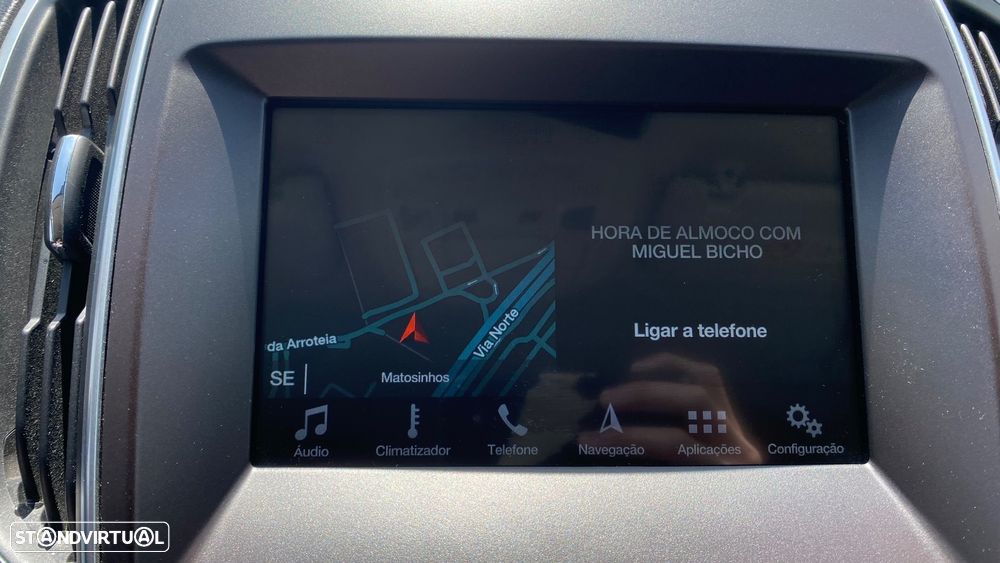 HORA DE ALMOCO COM
MIGUEL BICHO
Ligar a telefone
da Arroteia
Via Norte
SE
Matosinhos
Áudio
Climatizador
Telefone
Navegação
Aplicações
Configuração
STANDVIRTUAL